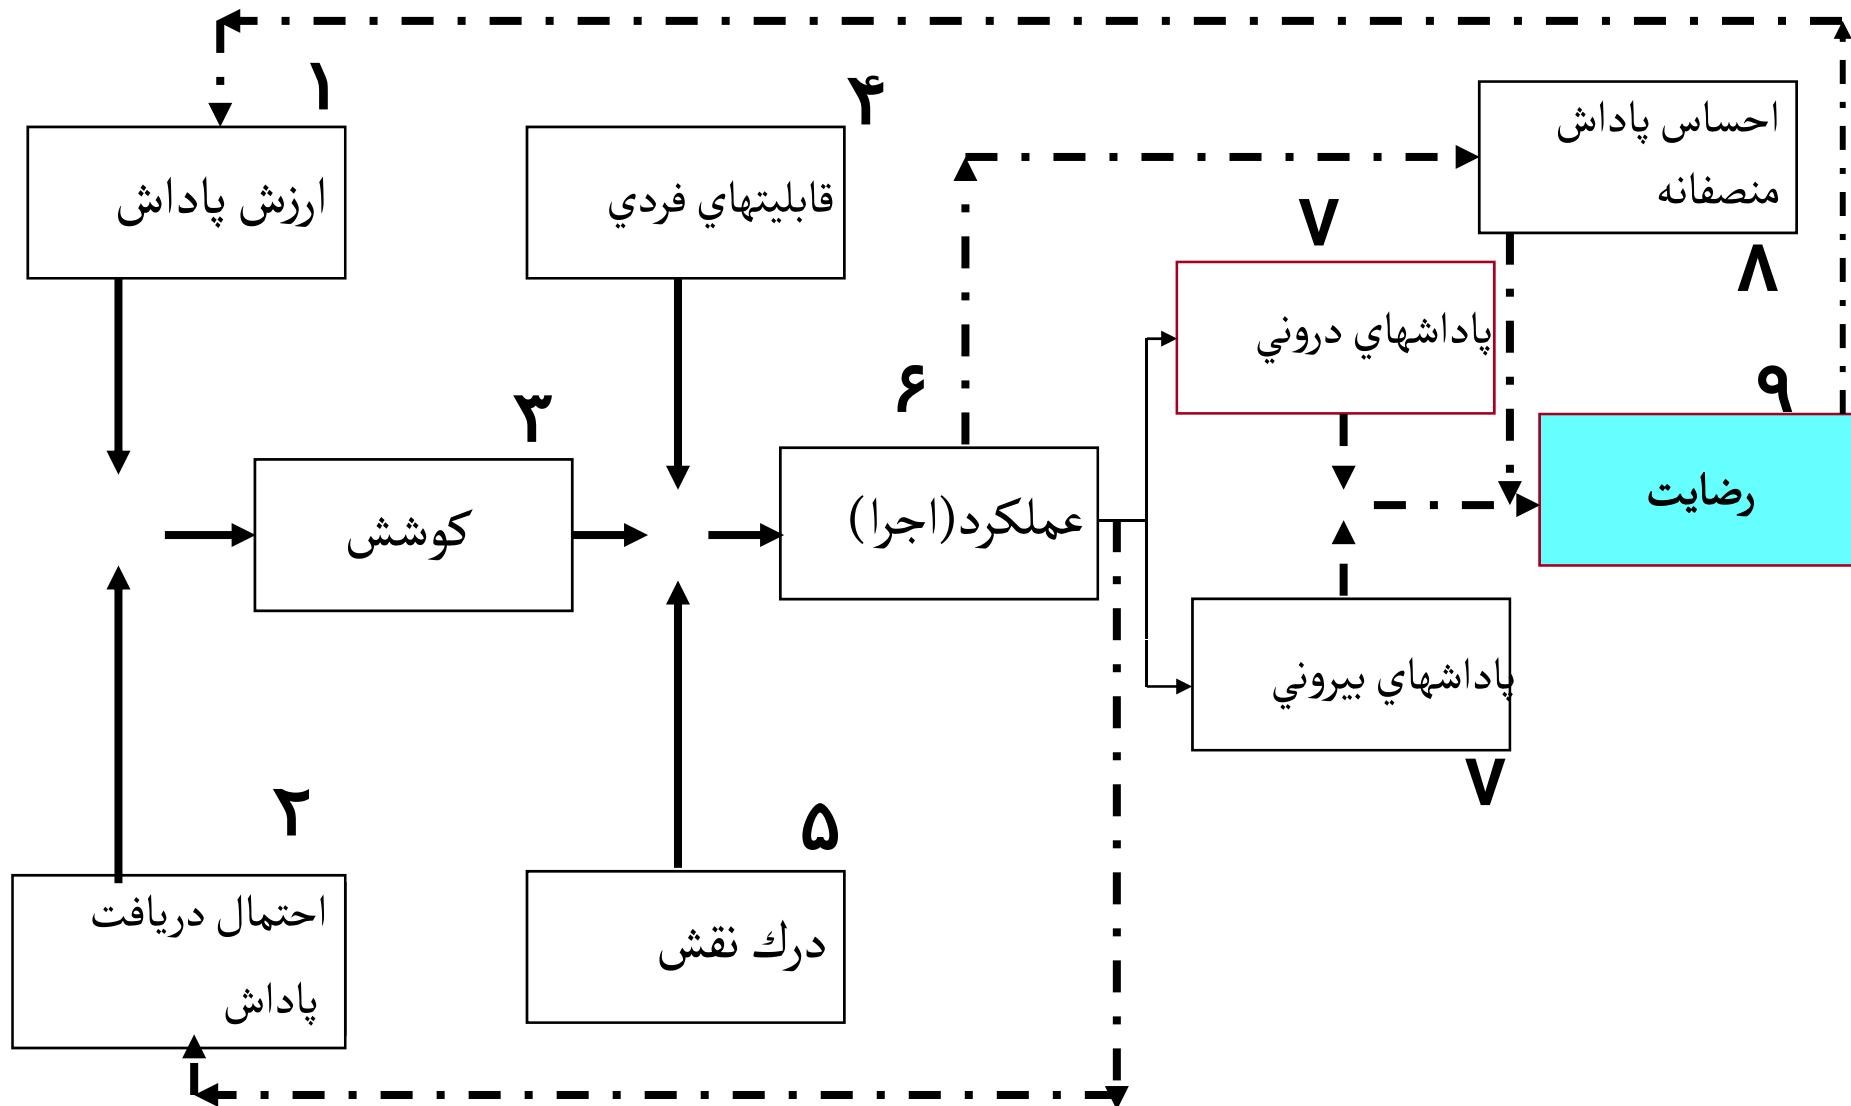 ۱
ارزش پاداش
۲
احتمال دريافت
پاداش
۳
كوشش
۴
قابليتهاي فردي
۵
درك نقش
۶
عملكرد(اجرا)
۷
پاداشهاي دروني
پاداشهاي بيروني
۷
احساس پاداش
منصفانه
۸
۹
رضايت